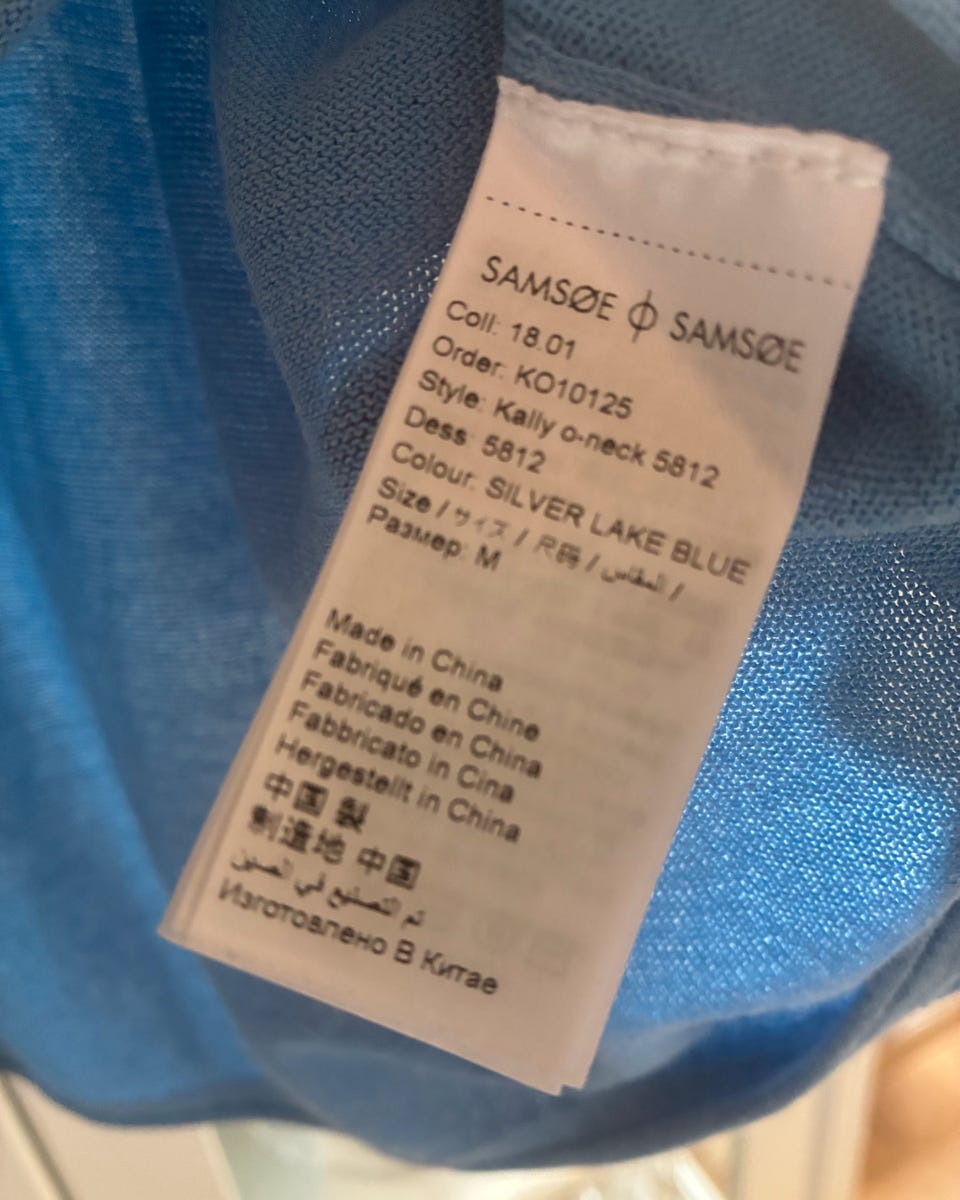 SAMSØE ϕ SAMSØE
Coll: 18.01
Order: KO10125
Style: Kally o-neck 5812
Dess: 5812
Colour: SILVER LAKE BLUE
Size / サイズ / 尺码 / المقاس /
Размер: M
Made in China
Fabriqué en Chine
Fabricado en China
Fabbricato in Cina
Hergestellt in China
中国 製
制造地 中国
تم التصنيع في الصين
Изготовлено В Китае